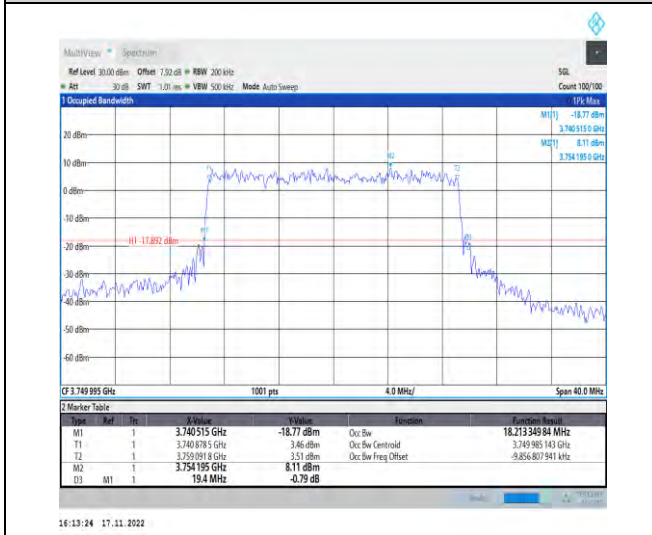 MultiView Spectrum
Ref Level 30.00 dBm Offset 7.92 dB RBW 200 kHz SGL
Att 30 dB SWT 1.01 ms VBW 500 kHz Mode Auto Sweep Count 100/100
1 Occupied Bandwidth 1Pk Max
M1[1] -18.77 dBm
3.740 515 0 GHz
M2[1] 8.11 dBm
3.754 195 0 GHz
20 dBm
M2
10 dBm
T2
0 dBm
-10 dBm
H1 -17.892 dBm
-20 dBm
-30 dBm
-40 dBm
-50 dBm
-60 dBm
CF 3.749 995 GHz 1001 pts 4.0 MHz/ Span 40.0 MHz
2 Marker Table
Type Ref Trc X-Value Y-Value Function Function Result
M1 1 3.740 515 GHz -18.77 dBm Occ Bw 18.213 349 84 MHz
T1 1 3.740 878 5 GHz 3.46 dBm Occ Bw Centroid 3.749 985 143 GHz
T2 1 3.759 091 8 GHz 3.51 dBm Occ Bw Freq Offset -9.856 807 941 kHz
M2 1 3.754 195 GHz 8.11 dBm
D3 M1 1 19.4 MHz -0.79 dB
16:13:24 17.11.2022